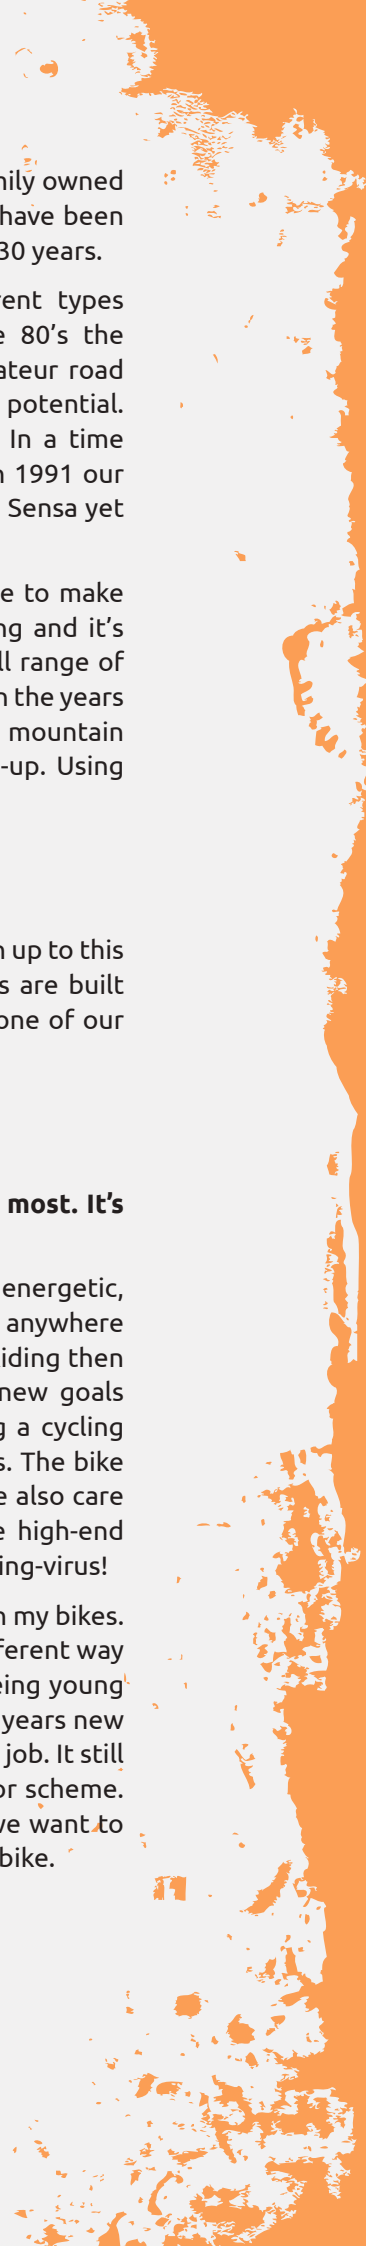 nily owned
have been
30 years.
rent types
e 80's the
ateur road
potential.
In a time
n 1991 our
Sensa yet
e to make
ng and it's
ll range of
n the years
mountain
-up. Using
n up to this
s are built
one of our
most. It's
energetic,
anywhere
iding then
new goals
g a cycling
s. The bike
e also care
e high-end
ing-virus!
n my bikes.
ferent way
eing young
years new
job. It still
or scheme.
we want to
bike.